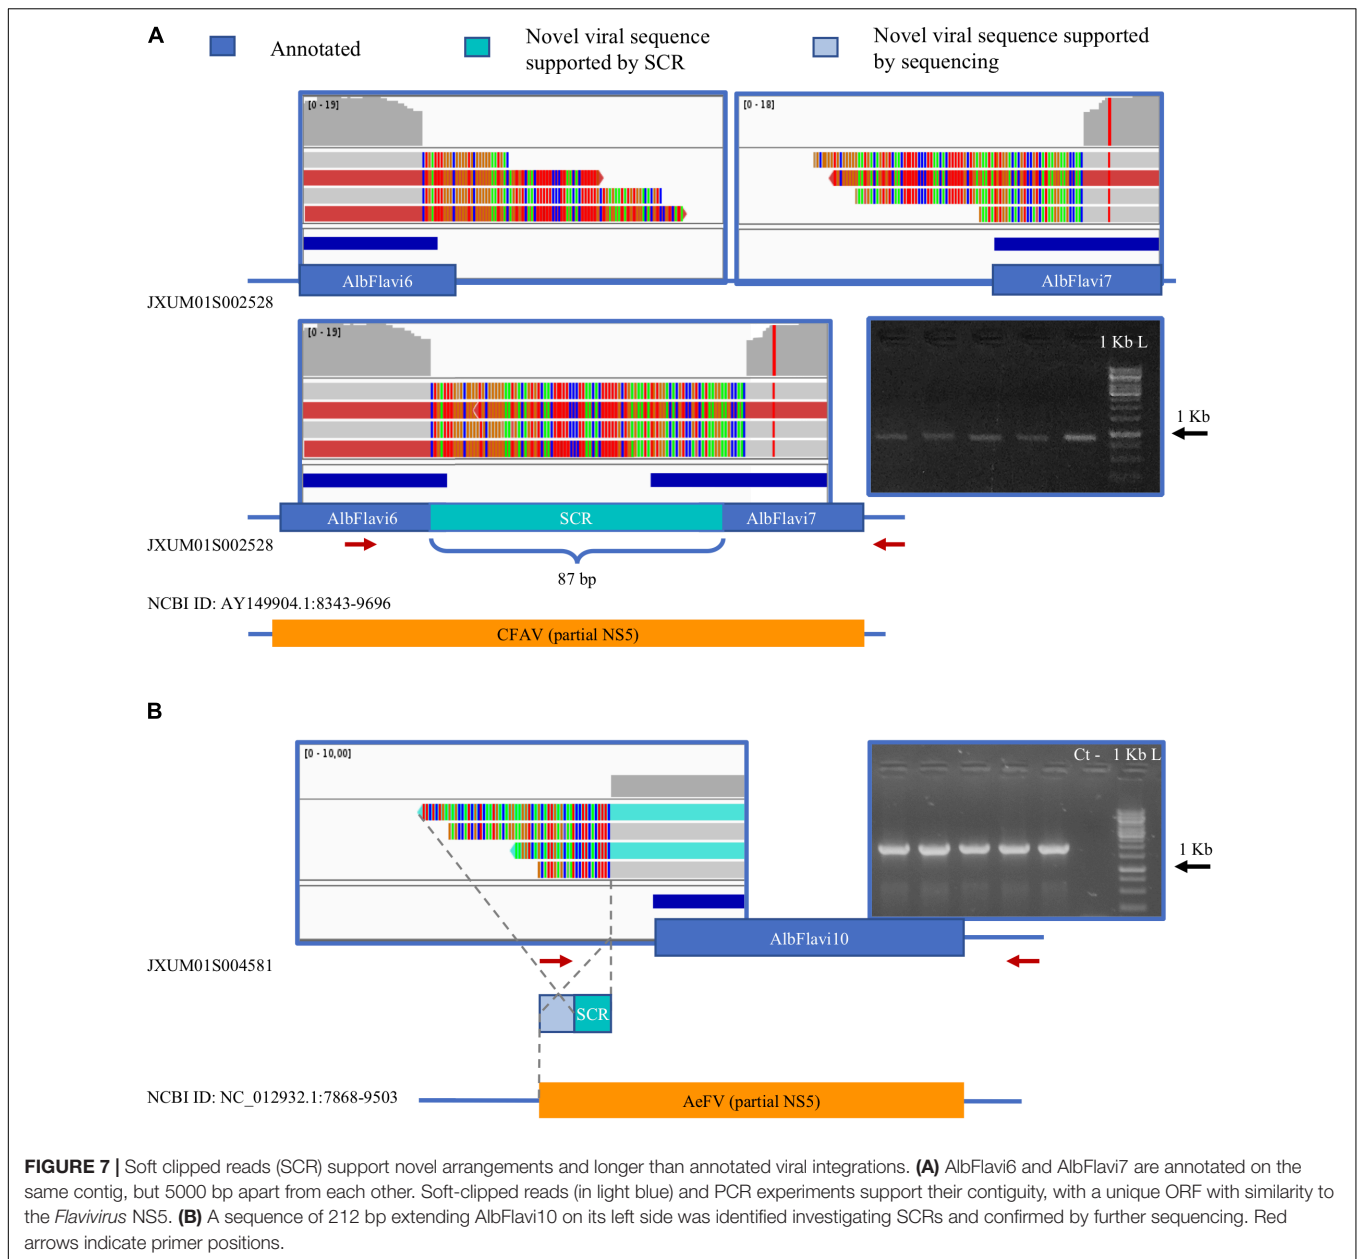 A
Annotated
Novel viral sequence
supported by SCR
Novel viral sequence supported
by sequencing
[0 - 19]
[0 - 18]
AlbFlavi6
AlbFlavi7
JXUM01S002528
[0 - 19]
1 Kb L
1 Kb
AlbFlavi6
SCR
AlbFlavi7
JXUM01S002528
87 bp
NCBI ID: AY149904.1:8343-9696
CFAV (partial NS5)
B
[0 - 10,00]
Ct - 1 Kb L
1 Kb
AlbFlavi10
JXUM01S004581
SCR
NCBI ID: NC_012932.1:7868-9503
AeFV (partial NS5)
FIGURE 7 | Soft clipped reads (SCR) support novel arrangements and longer than annotated viral integrations. (A) AlbFlavi6 and AlbFlavi7 are annotated on the
same contig, but 5000 bp apart from each other. Soft-clipped reads (in light blue) and PCR experiments support their contiguity, with a unique ORF with similarity to
the Flavivirus NS5. (B) A sequence of 212 bp extending AlbFlavi10 on its left side was identified investigating SCRs and confirmed by further sequencing. Red
arrows indicate primer positions.